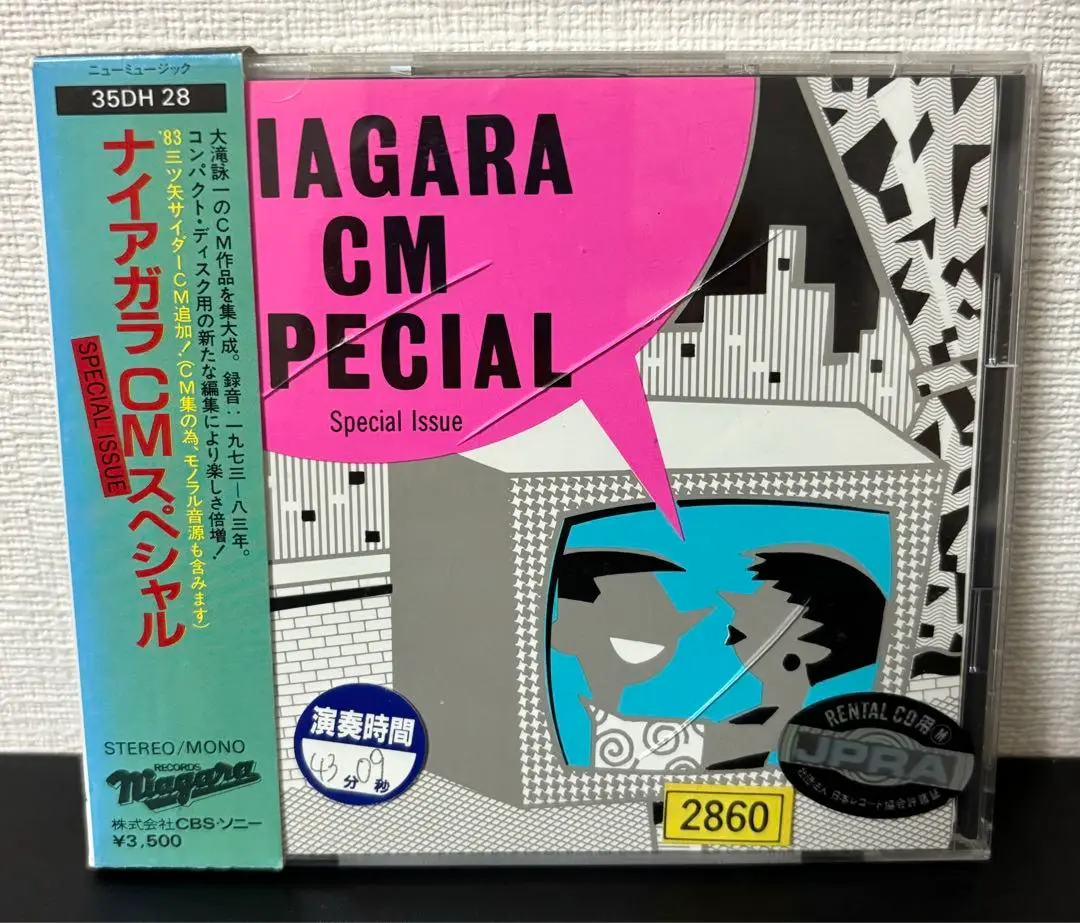 ニューミュージック
35DH 28
大滝詠一のCM作品を集大成。 録音:一九七三—八三年。
コンパクト・ディスク用の新たな編集により楽しさ倍増!
'83三ツ矢サイダーCM追加!(CM集の為、モノラル音源も含みます)
ナイアガラCMスペシャル
SPECIAL ISSUE
STEREO/MONO
RECORDS
Niagara
株式会社CBS・ソニー
¥3,500
IAGARA
CM
PECIAL
Special Issue
演奏時間
43分09秒
2860
RENTAL CD用 M
JPRA